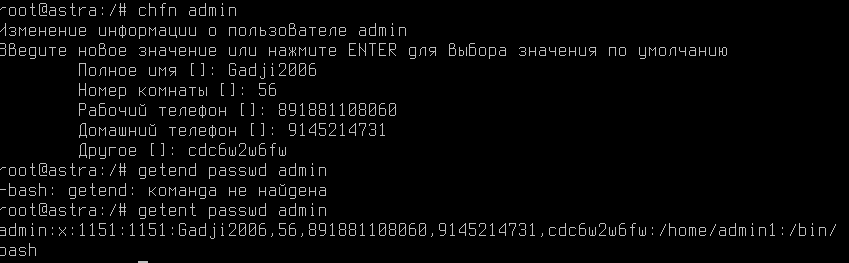 root@astra:/# chfn admin
Изменение информации о пользователе admin
Введите новое значение или нажмите ENTER для выбора значения по умолчанию
Полное имя []: Gadji2006
Номер комнаты []: 56
Рабочий телефон []: 891881108060
Домашний телефон []: 9145214731
Другое []: cdc6w2w6fw
root@astra:/# getend passwd admin
-bash: getend: команда не найдена
root@astra:/# getent passwd admin
admin:x:1151:1151:Gadji2006,56,891881108060,9145214731,cdc6w2w6fw:/home/admin1:/bin/
bash